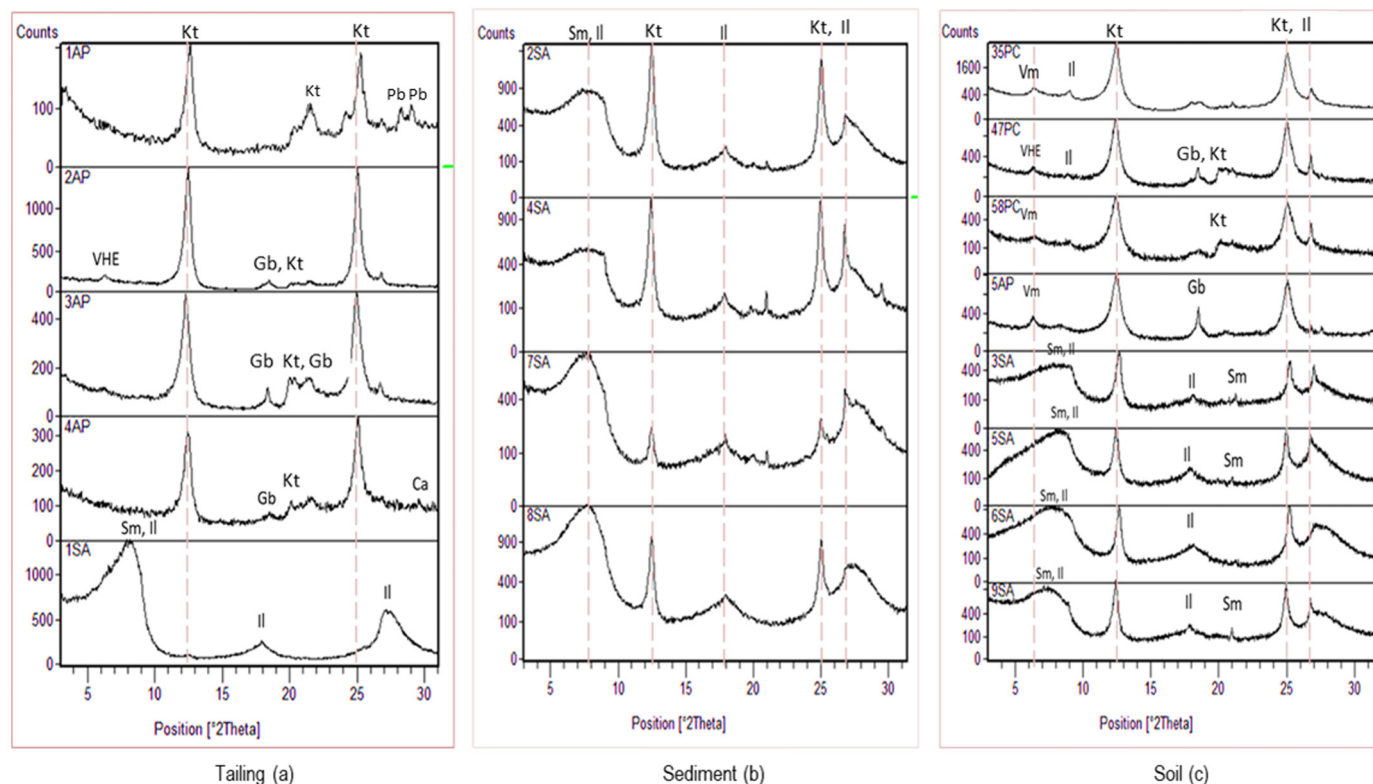 Kt Kt
Counts
1AP
Kt
Pb Pb
100
0
2AP
1000
500
VHE
Gb, Kt
0
3AP
400
200
Gb
Kt, Gb
0
4AP
300
200
100
Gb
Kt
Ca
0
Sm, Il
1SA
1000
500
Il
Il
0
5 10 15 20 25 30
Position [°2Theta]
Tailing (a)
Sm, Il Kt Il Kt, Il
Counts
2SA
900
400
100
0
4SA
900
400
100
0
7SA
400
100
0
8SA
900
400
100
0
5 10 15 20 25 30
Position [°2Theta]
Sediment (b)
Kt Kt, Il
Counts
35PC
1600
Vm
Il
400
0
47PC
400
VHE
Il
Gb, Kt
0
58PC
Vm
Kt
400
100
0
5AP
Vm
Gb
400
0
3SA
Sm, Il
Il
Sm
400
100
0
Sm, Il
5SA
400
Il
Sm
100
0
Sm, Il
6SA
400
Il
100
0
Sm, Il
9SA
400
Il
Sm
100
0
5 10 15 20 25 30
Position [°2Theta]
Soil (c)